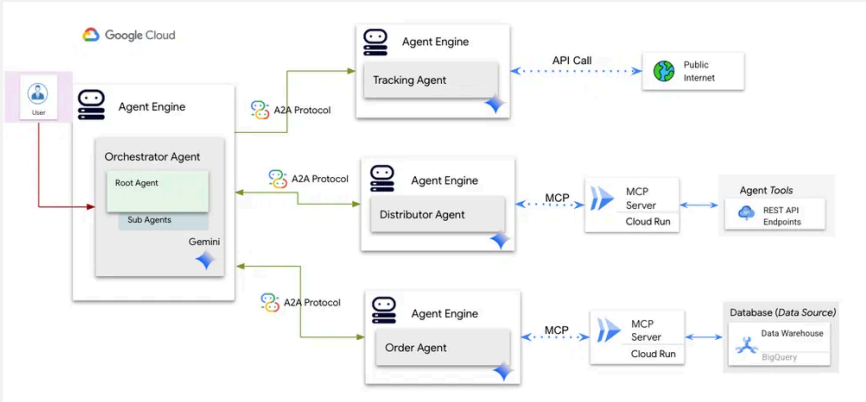 Google Cloud
User
Agent Engine
Orchestrator Agent
Root Agent
Sub Agents
Gemini
A2A Protocol
Agent Engine
Tracking Agent
API Call
Public
Internet
A2A Protocol
Agent Engine
Distributor Agent
MCP
MCP
Server
Cloud Run
Agent Tools
REST API
Endpoints
A2A Protocol
Agent Engine
Order Agent
MCP
MCP
Server
Cloud Run
Database (Data Source)
Data Warehouse
BigQuery